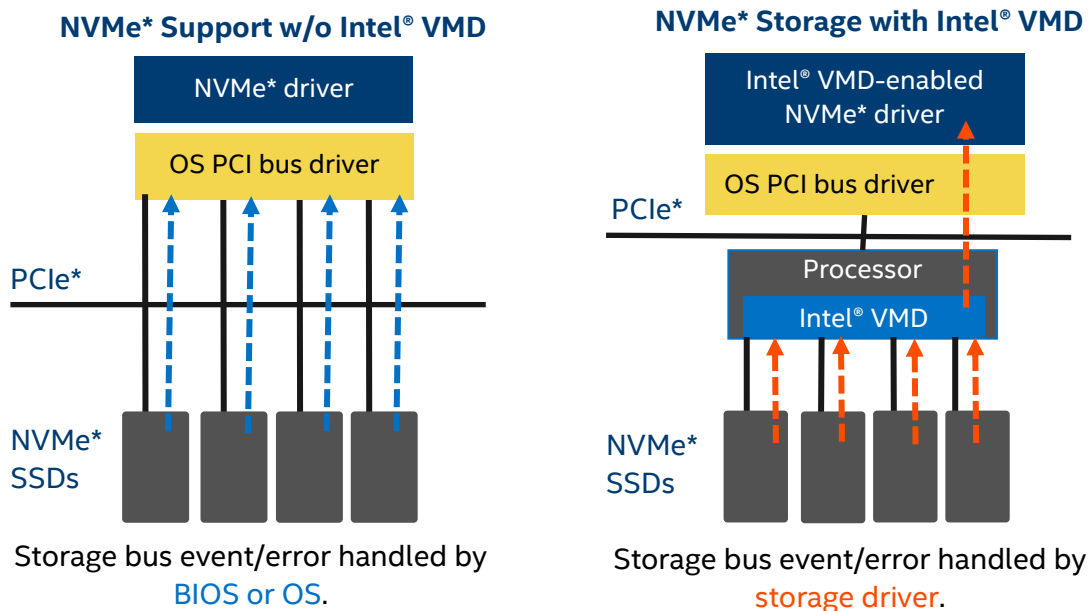 NVMe* Support w/o Intel® VMD
NVMe* driver
OS PCI bus driver
PCIe*
NVMe*
SSDs
Storage bus event/error handled by
BIOS or OS.
NVMe* Storage with Intel® VMD
Intel® VMD-enabled
NVMe* driver
OS PCI bus driver
PCIe*
Processor
Intel® VMD
NVMe*
SSDs
Storage bus event/error handled by
storage driver.